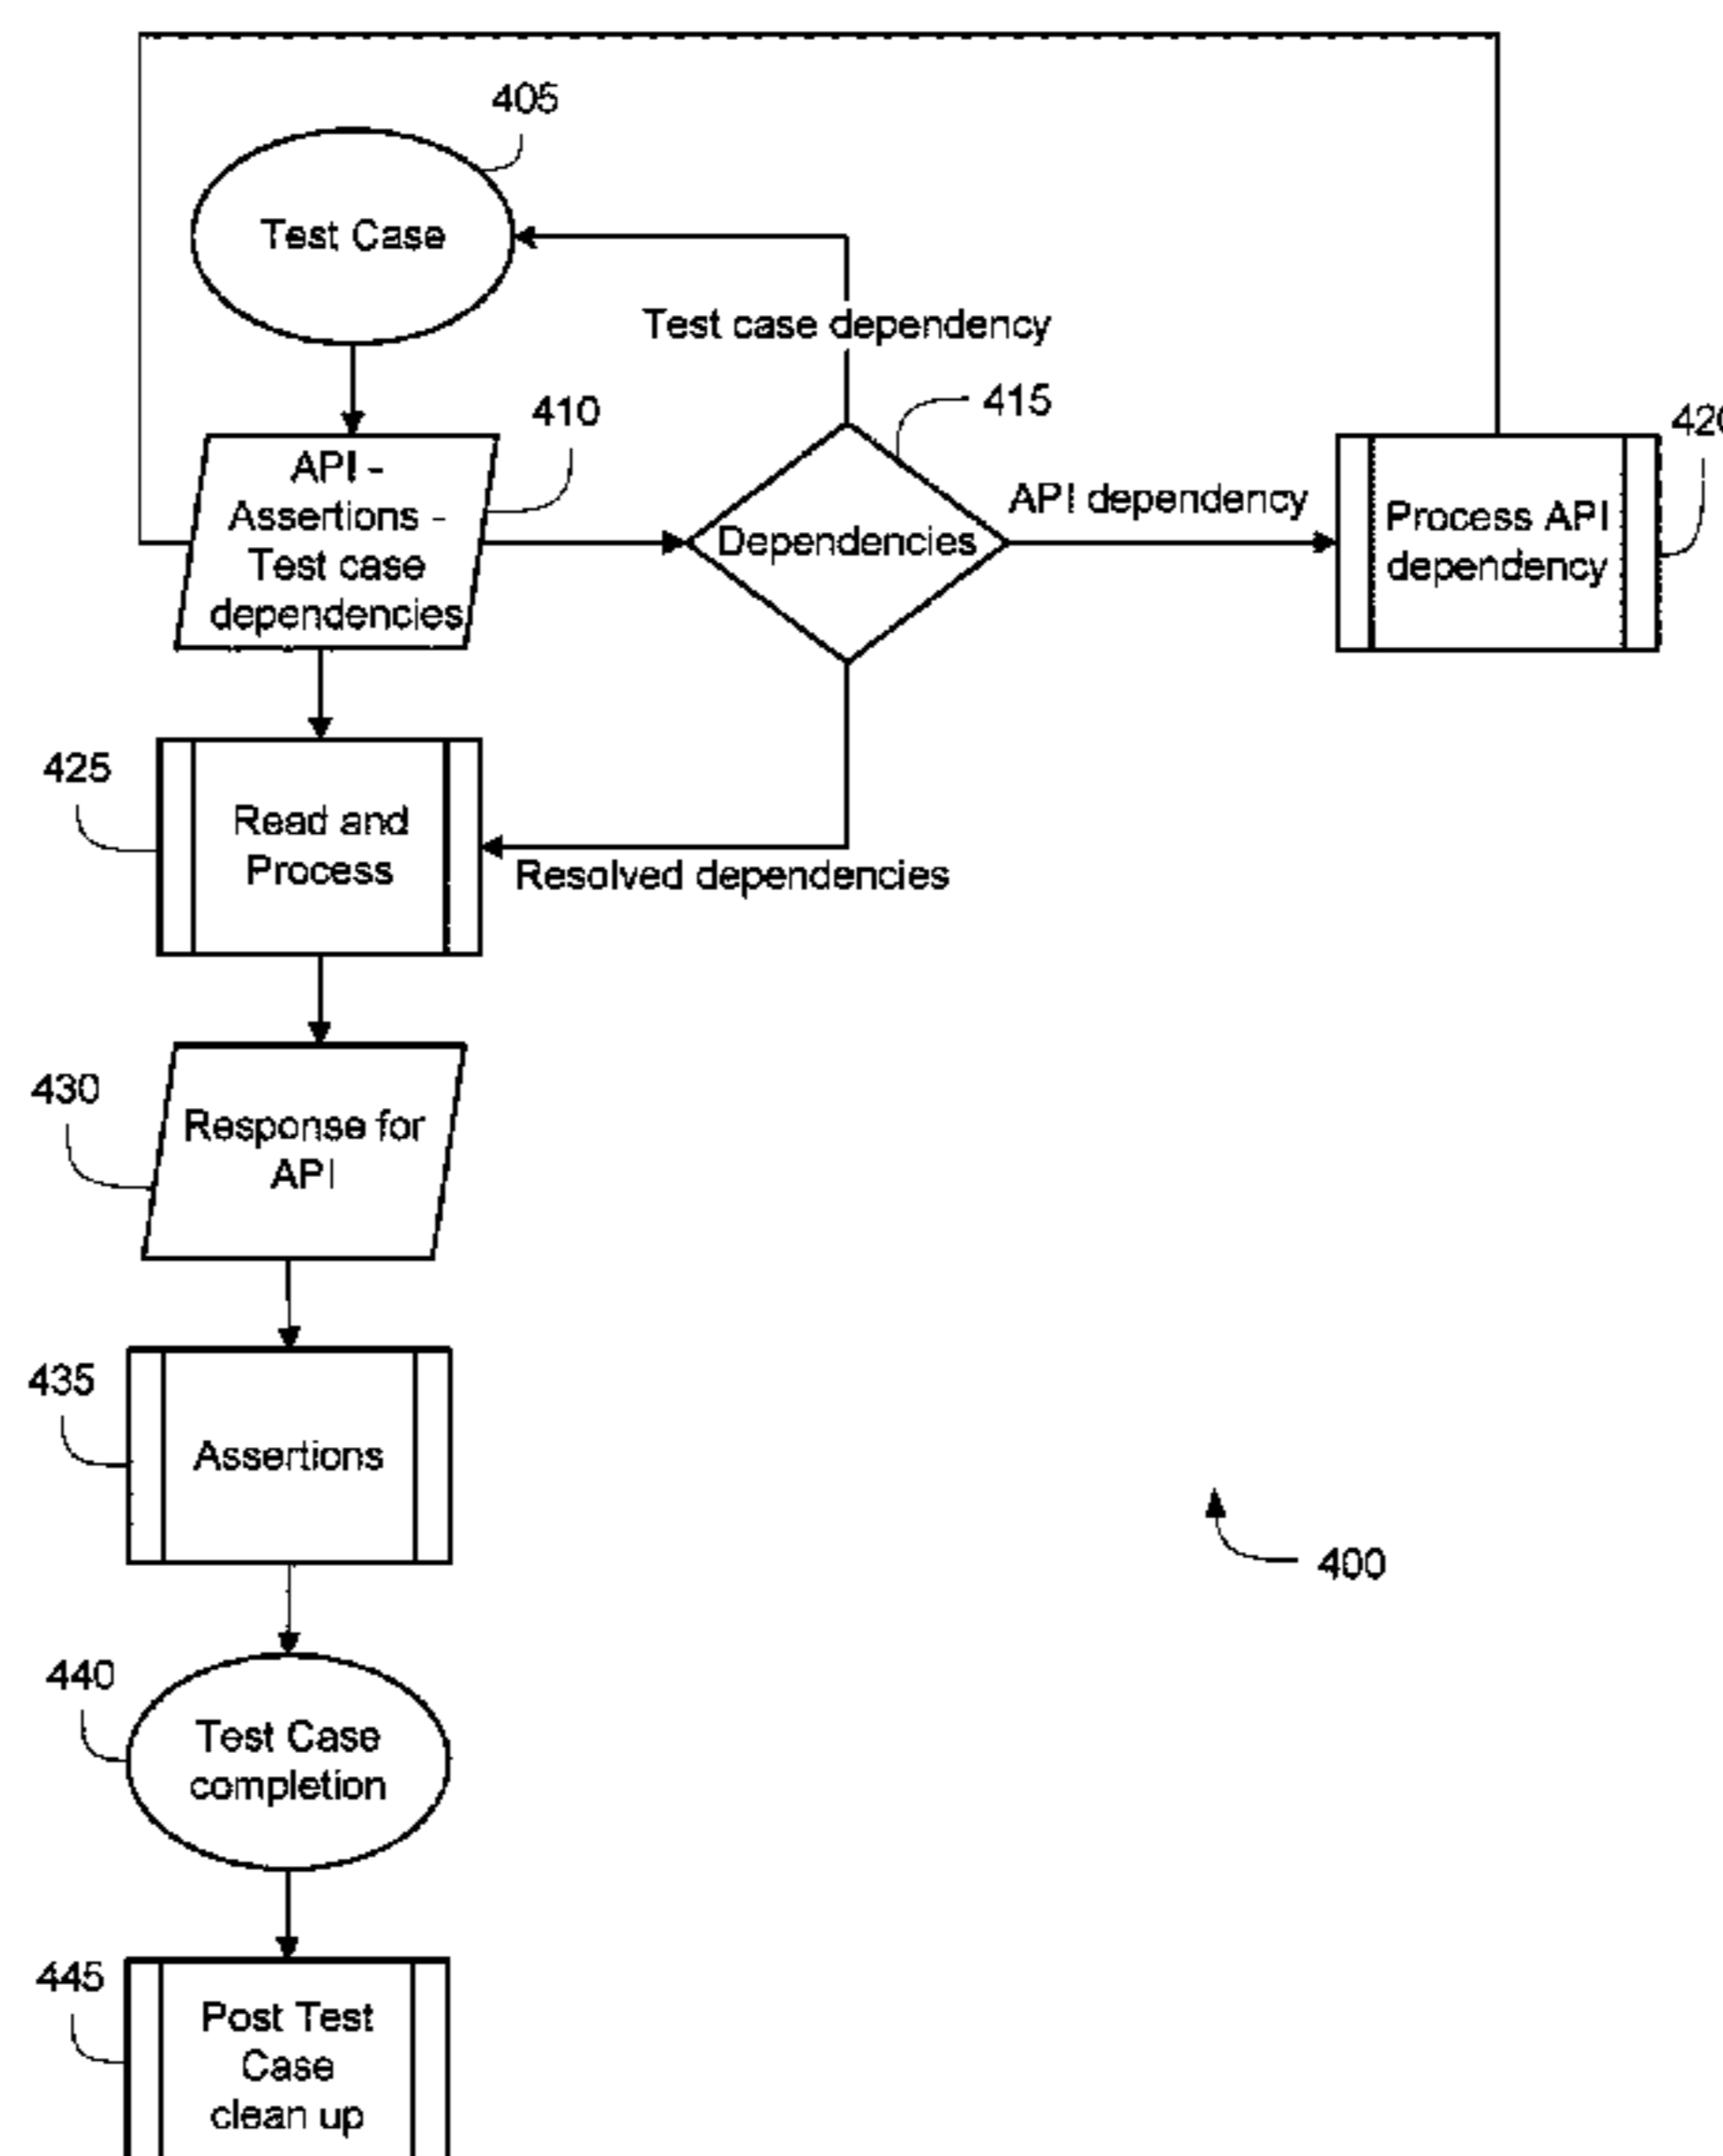 405
Test Case
Test case dependency
410
415
420
API -
Assertions -
Test case
dependencies
Dependencies
API dependency
Process API
dependency
425
Read and
Process
Resolved dependencies
430
Response for
API
435
Assertions
400
440
Test Case
completion
445
Post Test
Case
clean up